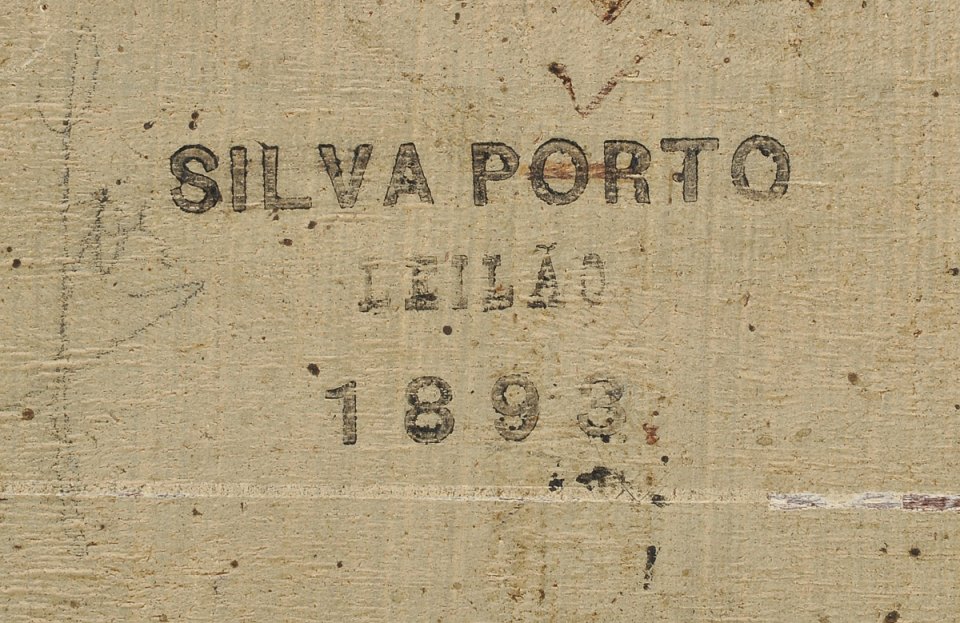 SILVA PORTO
LEILÃO
1893